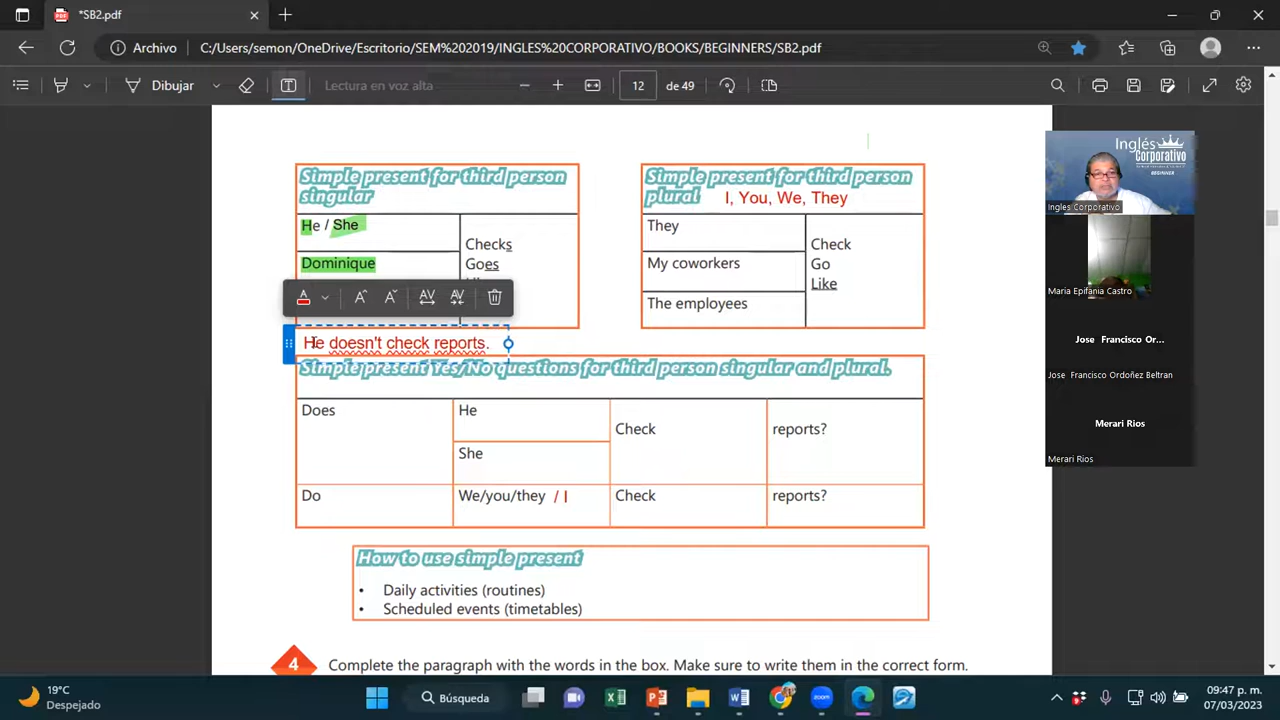 *SB2.pdf
Archivo
C:/Users/semon/OneDrive/Escritorio/SEM%202019/INGLES%20CORPORATIVO/BOOKS/BEGINNERS/SB2.pdf
Dibujar
Lectura en voz alta
12 de 49
Simple present for third person
singular
He / She
Dominique
Checks
Goes
Simple present for third person
plural
I, You, We, They
They
My coworkers
The employees
Check
Go
Like
He doesn't check reports.
Simple present Yes/No questions for third person singular and plural.
Does
He
She
Check
reports?
Do
We/you/they / I
Check
reports?
How to use simple present
• Daily activities (routines)
• Scheduled events (timetables)
4
Complete the paragraph with the words in the box. Make sure to write them in the correct form.
Inglés
Corporativo
BEGINNER
Ingles Corporativo
Maria Epifania Castro
Jose Francisco Or...
Jose Francisco Ordoñez Beltran
Merari Rios
Merari Rios
19°C
Despejado
Búsqueda
zoom
09:47 p. m.
07/03/2023